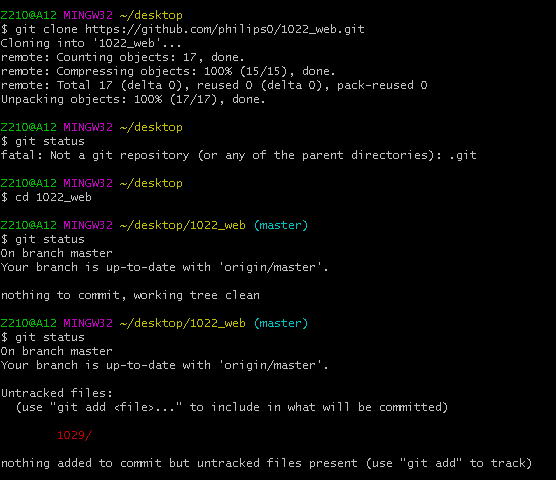 Z210@A12 MINGW32 ~/desktop
$ git clone https://github.com/philips0/1022_web.git
Cloning into '1022_web'...
remote: Counting objects: 17, done.
remote: Compressing objects: 100% (15/15), done.
remote: Total 17 (delta 0), reused 0 (delta 0), pack-reused 0
Unpacking objects: 100% (17/17), done.
Z210@A12 MINGW32 ~/desktop
$ git status
fatal: Not a git repository (or any of the parent directories): .git
Z210@A12 MINGW32 ~/desktop
$ cd 1022_web
Z210@A12 MINGW32 ~/desktop/1022_web (master)
$ git status
On branch master
Your branch is up-to-date with 'origin/master'.
nothing to commit, working tree clean
Z210@A12 MINGW32 ~/desktop/1022_web (master)
$ git status
On branch master
Your branch is up-to-date with 'origin/master'.
Untracked files:
(use "git add <file>..." to include in what will be committed)
1029/
nothing added to commit but untracked files present (use "git add" to track)